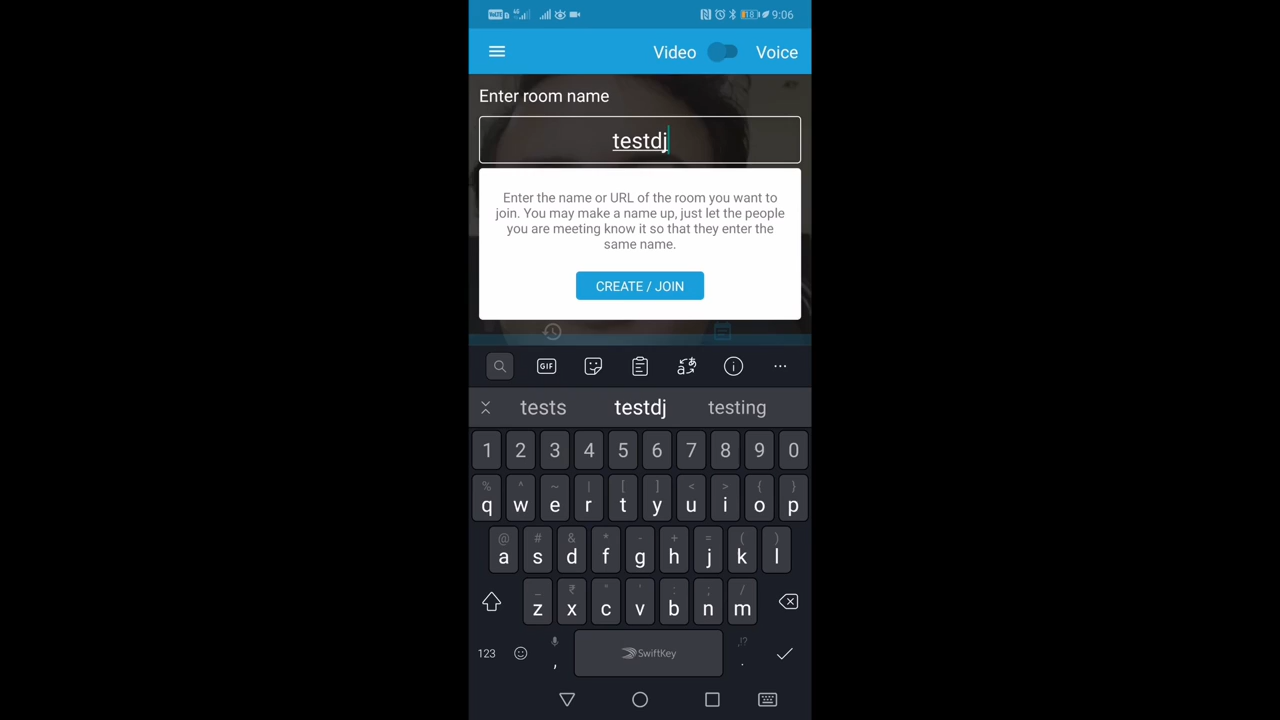 9:06
Video Voice
Enter room name
testdj
Enter the name or URL of the room you want to
join. You may make a name up, just let the people
you are meeting know it so that they enter the
same name.
CREATE / JOIN
GIF
tests testdj testing
1 2 3 4 5 6 7 8 9 0
% ^ ~ | [ ] < > { }
q w e r t y u i o p
@ # & * - + = ( )
a s d f g h j k l
_ ₹ " ' : ; /
z x c v b n m
123 , SwiftKey ,!? .